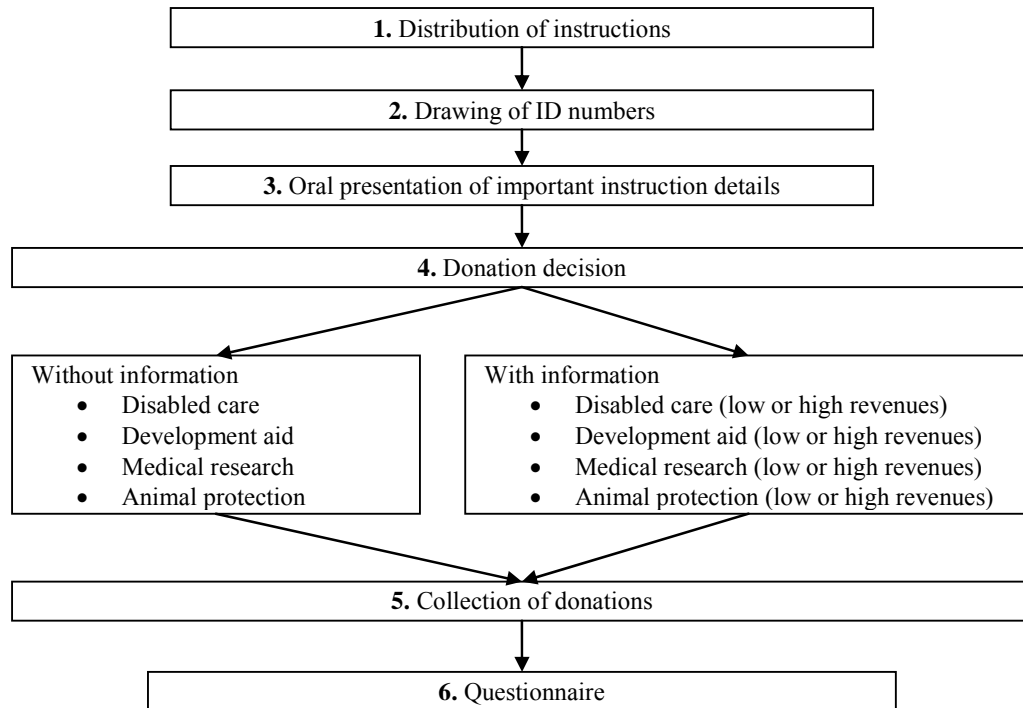 1. Distribution of instructions
2. Drawing of ID numbers
3. Oral presentation of important instruction details
4. Donation decision
Without information
• Disabled care
• Development aid
• Medical research
• Animal protection
With information
• Disabled care (low or high revenues)
• Development aid (low or high revenues)
• Medical research (low or high revenues)
• Animal protection (low or high revenues)
5. Collection of donations
6. Questionnaire